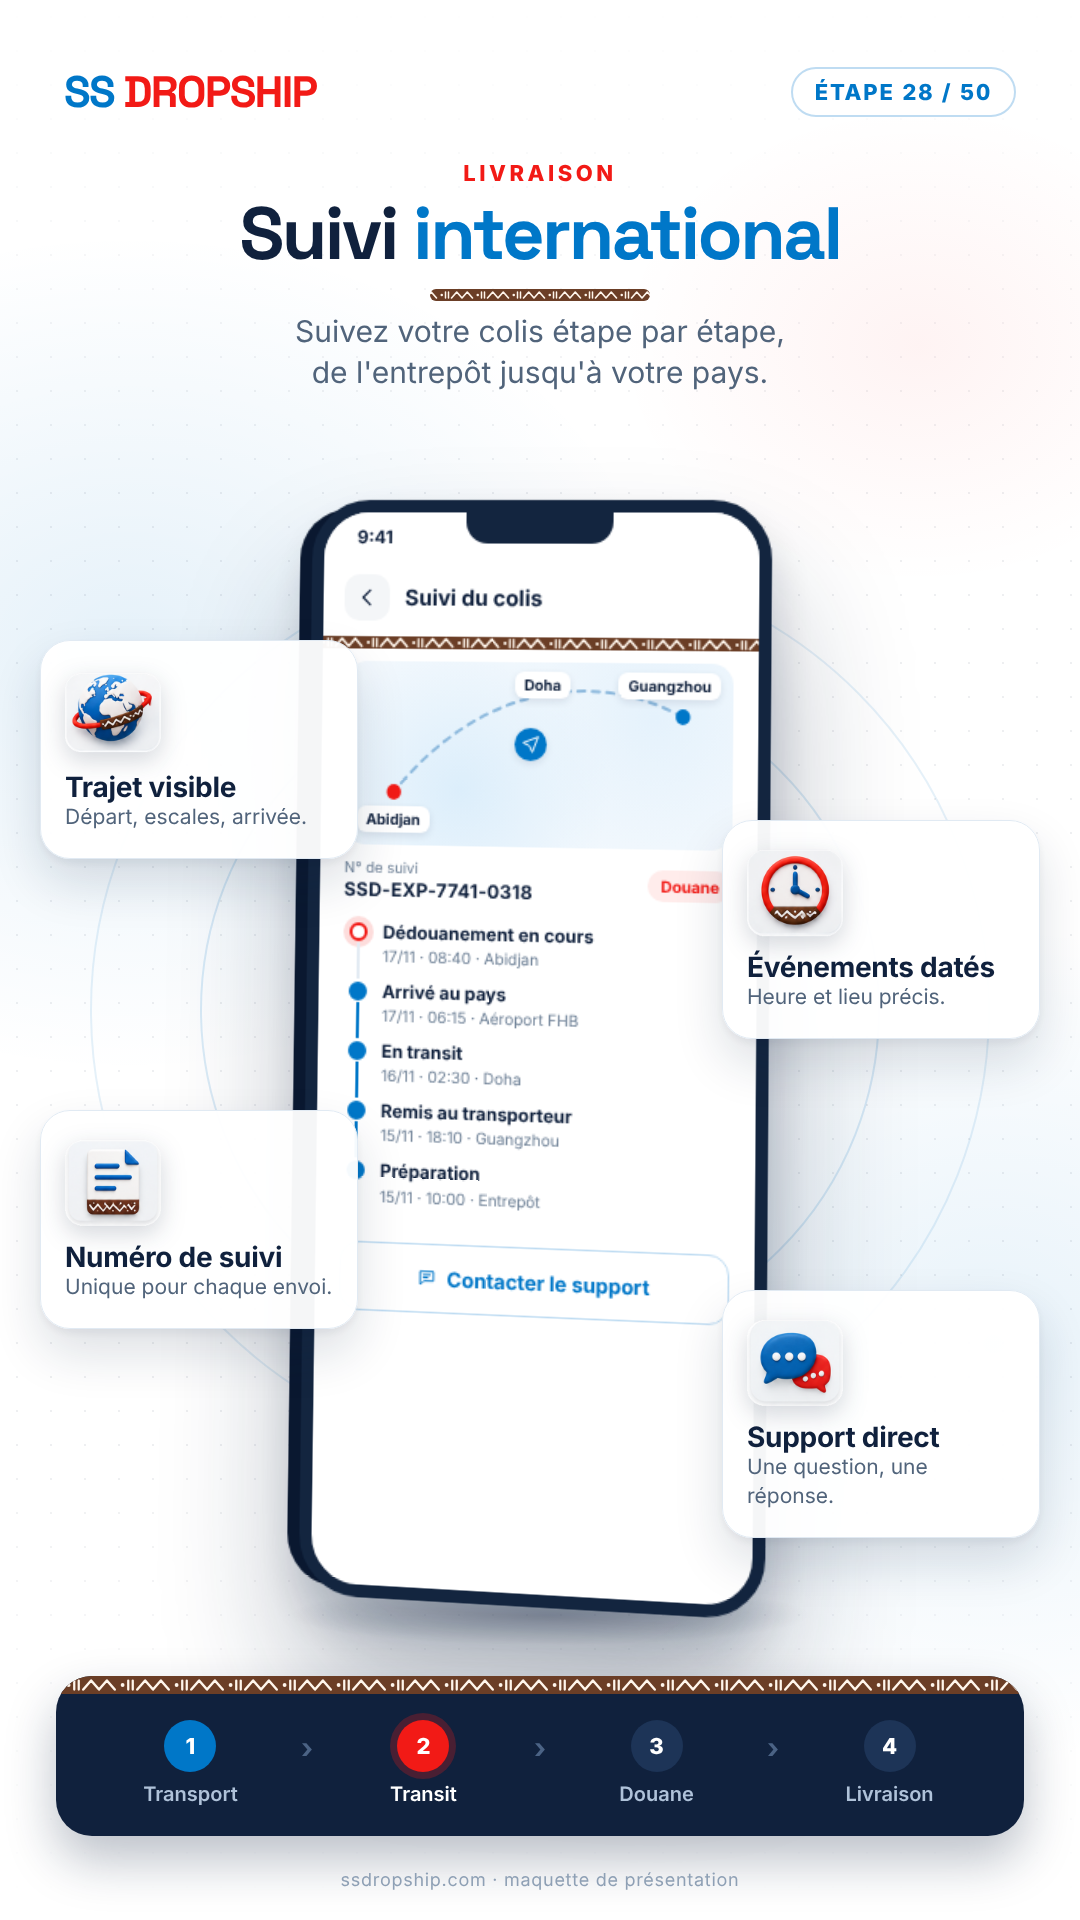 SS DROPSHIP
ÉTAPE 28 / 50
LIVRAISON
Suivi international
Suivez votre colis étape par étape,
de l'entrepôt jusqu'à votre pays.
9:41
Suivi du colis
Doha
Guangzhou
Abidjan
Trajet visible
Départ, escales, arrivée.
N° de suivi
SSD-EXP-7741-0318
Douane
Dédouanement en cours
17/11 · 08:40 · Abidjan
Arrivé au pays
17/11 · 06:15 · Aéroport FHB
En transit
16/11 · 02:30 · Doha
Remis au transporteur
15/11 · 18:10 · Guangzhou
Préparation
15/11 · 10:00 · Entrepôt
Contacter le support
Événements datés
Heure et lieu précis.
Numéro de suivi
Unique pour chaque envoi.
Support direct
Une question, une
réponse.
1 › 2 › 3 › 4
Transport Transit Douane Livraison
ssdropship.com · maquette de présentation